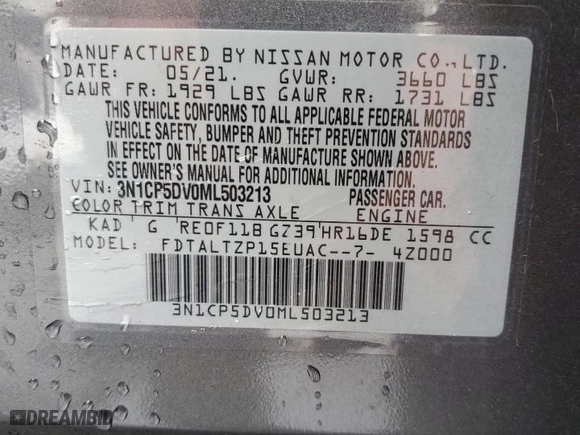 MANUFACTURED BY NISSAN MOTOR CO.,LTD.
DATE: 05/21. GVWR: 3660 LBS
GAWR FR: 1929 LBS GAWR RR: 1731 LBS
THIS VEHICLE CONFORMS TO ALL APPLICABLE FEDERAL MOTOR
VEHICLE SAFETY, BUMPER AND THEFT PREVENTION STANDARDS
IN EFFECT ON THE DATE OF MANUFACTURE SHOWN ABOVE.
SEE OWNER'S MANUAL FOR ADDITIONAL INFORMATION.
VIN: 3N1CP5DV0ML503213 PASSENGER CAR.
COLOR TRIM TRANS AXLE ENGINE
KAD G RE0F11B GZ39 HR16DE 1598 CC
MODEL: FDTALTZP15EUAC--7- 4Z000
3N1CP5DV0ML503213
DREAMBID